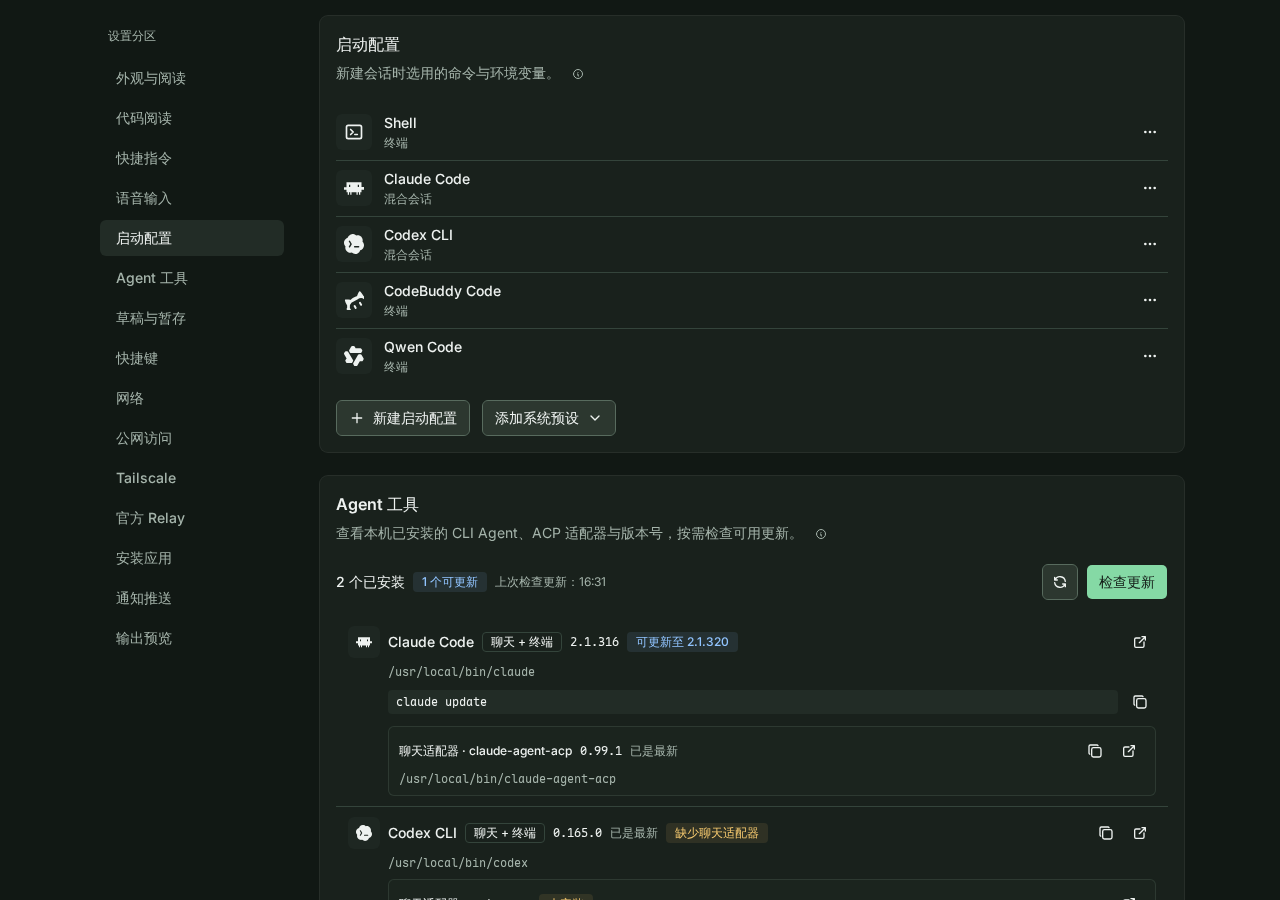 设置分区
外观与阅读
代码阅读
快捷指令
语音输入
启动配置
Agent 工具
草稿与暂存
快捷键
网络
公网访问
Tailscale
官方 Relay
安装应用
通知推送
输出预览
启动配置
新建会话时选用的命令与环境变量。
Shell
终端
Claude Code
混合会话
Codex CLI
混合会话
CodeBuddy Code
终端
Qwen Code
终端
新建启动配置 添加系统预设
Agent 工具
查看本机已安装的 CLI Agent、ACP 适配器与版本号，按需检查可用更新。
2 个已安装 1 个可更新 上次检查更新：16:31 检查更新
Claude Code 聊天 + 终端 2.1.316 可更新至 2.1.320
/usr/local/bin/claude
claude update
聊天适配器 · claude-agent-acp 0.99.1 已是最新
/usr/local/bin/claude-agent-acp
Codex CLI 聊天 + 终端 0.165.0 已是最新 缺少聊天适配器
/usr/local/bin/codex